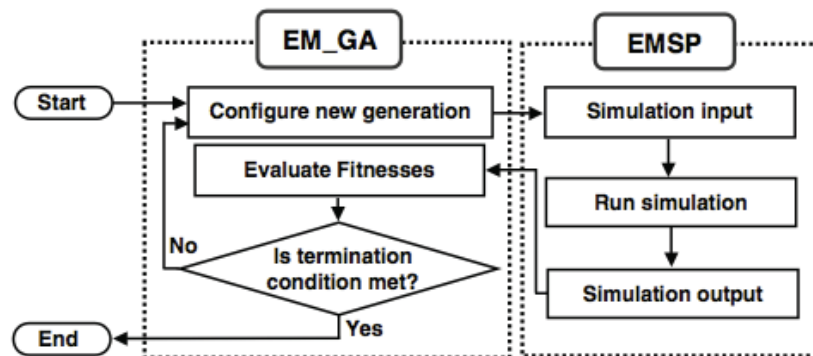 EM_GA
EMSP
Start
Configure new generation
Simulation input
Evaluate Fitnesses
Run simulation
No
Is termination
condition met?
Simulation output
Yes
End